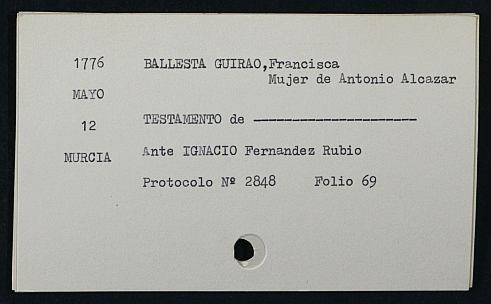 1776 BALLESTA GUIRAO,Francisca
Mujer de Antonio Alcazar
MAYO
12 TESTAMENTO de ---------------------
MURCIA Ante IGNACIO Fernandez Rubio
Protocolo Nº 2848 Folio 69